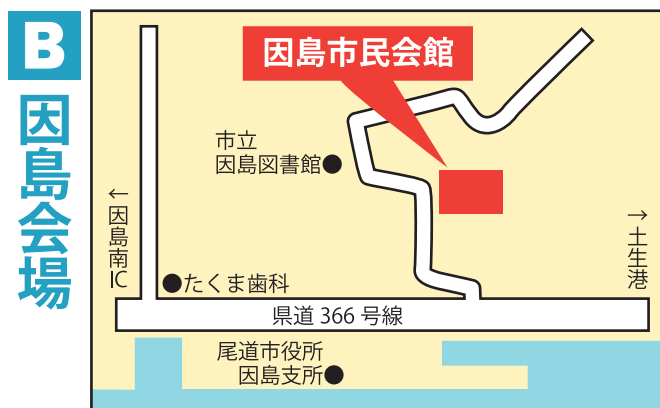 B
因島会場
因島市民会館
市立
因島図書館
←因島南IC
→土生港
たくま歯科
県道 366 号線
尾道市役所
因島支所